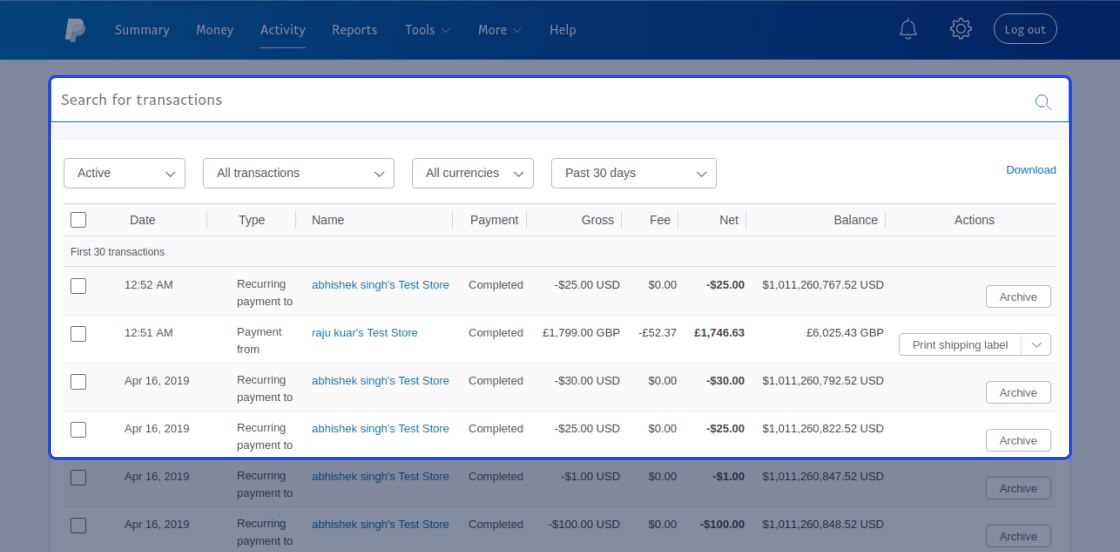 Summary Money Activity Reports Tools More Help Log out
Search for transactions
Active All transactions All currencies Past 30 days Download
Date Type Name Payment Gross Fee Net Balance Actions
First 30 transactions
12:52 AM Recurring payment to abhishek singh's Test Store Completed -$25.00 USD $0.00 -$25.00 $1,011,260,767.52 USD Archive
12:51 AM Payment from raju kuar's Test Store Completed £1,799.00 GBP -£52.37 £1,746.63 £6,025.43 GBP Print shipping label
Apr 16, 2019 Recurring payment to abhishek singh's Test Store Completed -$30.00 USD $0.00 -$30.00 $1,011,260,792.52 USD Archive
Apr 16, 2019 Recurring payment to abhishek singh's Test Store Completed -$25.00 USD $0.00 -$25.00 $1,011,260,822.52 USD Archive
Apr 16, 2019 Recurring payment to abhishek singh's Test Store Completed -$1.00 USD $0.00 -$1.00 $1,011,260,847.52 USD Archive
Apr 16, 2019 Recurring payment to abhishek singh's Test Store Completed -$100.00 USD $0.00 -$100.00 $1,011,260,848.52 USD Archive